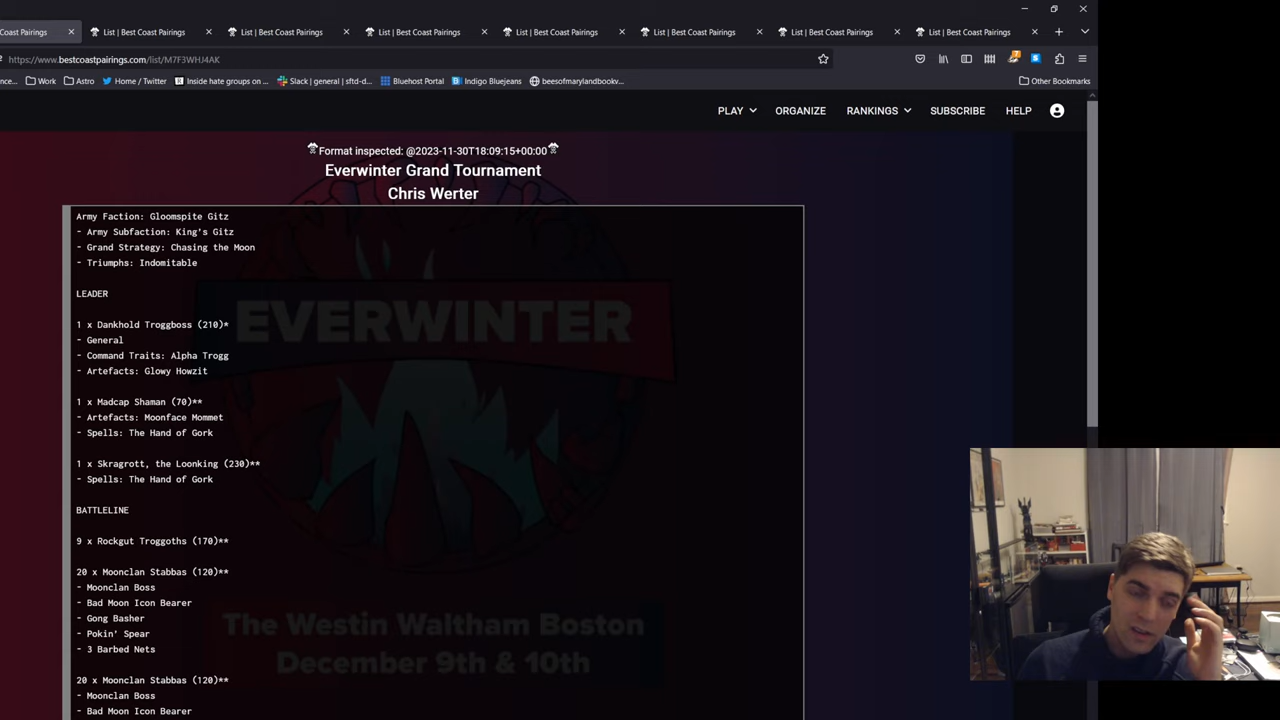 Coast Pairings
List | Best Coast Pairings
List | Best Coast Pairings
List | Best Coast Pairings
List | Best Coast Pairings
List | Best Coast Pairings
List | Best Coast Pairings
List | Best Coast Pairings
https://www.bestcoastpairings.com/list/M7F3WHJ4AK
nce...
Work
Astro
Home / Twitter
Inside hate groups on ...
Slack | general | sftd-d...
Bluehost Portal
Indigo Bluejeans
beesofmarylandbookv...
Other Bookmarks
PLAY
ORGANIZE
RANKINGS
SUBSCRIBE
HELP
Format inspected: @2023-11-30T18:09:15+00:00
Everwinter Grand Tournament
Chris Werter
Army Faction: Gloomspite Gitz
- Army Subfaction: King's Gitz
- Grand Strategy: Chasing the Moon
- Triumphs: Indomitable
LEADER
1 x Dankhold Troggboss (210)*
- General
- Command Traits: Alpha Trogg
- Artefacts: Glowy Howzit
1 x Madcap Shaman (70)**
- Artefacts: Moonface Mommet
- Spells: The Hand of Gork
1 x Skragrott, the Loonking (230)**
- Spells: The Hand of Gork
BATTLELINE
9 x Rockgut Troggoths (170)**
20 x Moonclan Stabbas (120)**
- Moonclan Boss
- Bad Moon Icon Bearer
- Gong Basher
- Pokin' Spear
- 3 Barbed Nets
20 x Moonclan Stabbas (120)**
- Moonclan Boss
- Bad Moon Icon Bearer
EVERWINTER
The Westin Waltham Boston
December 9th & 10th